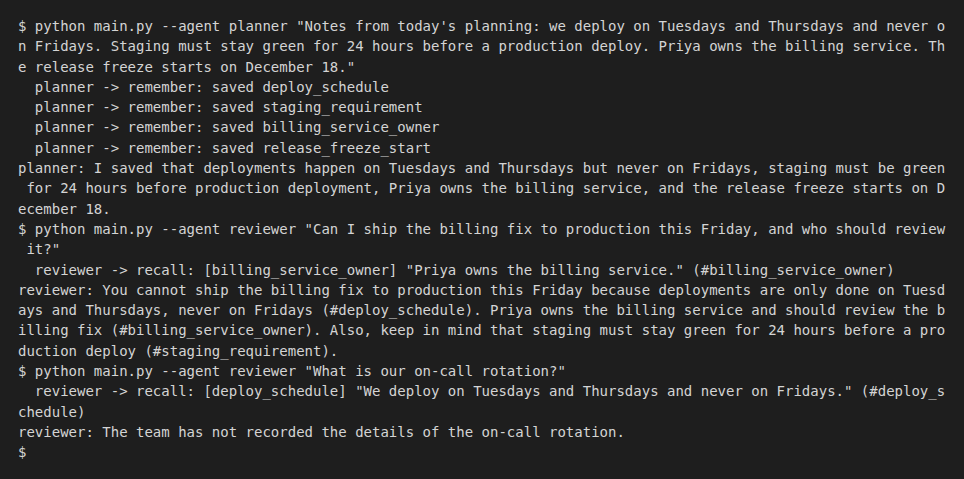 $ python main.py --agent planner "Notes from today's planning: we deploy on Tuesdays and Thursdays and never o
n Fridays. Staging must stay green for 24 hours before a production deploy. Priya owns the billing service. Th
e release freeze starts on December 18."
  planner -> remember: saved deploy_schedule
  planner -> remember: saved staging_requirement
  planner -> remember: saved billing_service_owner
  planner -> remember: saved release_freeze_start
planner: I saved that deployments happen on Tuesdays and Thursdays but never on Fridays, staging must be green
 for 24 hours before production deployment, Priya owns the billing service, and the release freeze starts on D
ecember 18.
$ python main.py --agent reviewer "Can I ship the billing fix to production this Friday, and who should review
 it?"
  reviewer -> recall: [billing_service_owner] "Priya owns the billing service." (#billing_service_owner)
reviewer: You cannot ship the billing fix to production this Friday because deployments are only done on Tuesd
ays and Thursdays, never on Fridays (#deploy_schedule). Priya owns the billing service and should review the b
illing fix (#billing_service_owner). Also, keep in mind that staging must stay green for 24 hours before a pro
duction deploy (#staging_requirement).
$ python main.py --agent reviewer "What is our on-call rotation?"
  reviewer -> recall: [deploy_schedule] "We deploy on Tuesdays and Thursdays and never on Fridays." (#deploy_s
chedule)
reviewer: The team has not recorded the details of the on-call rotation.
$